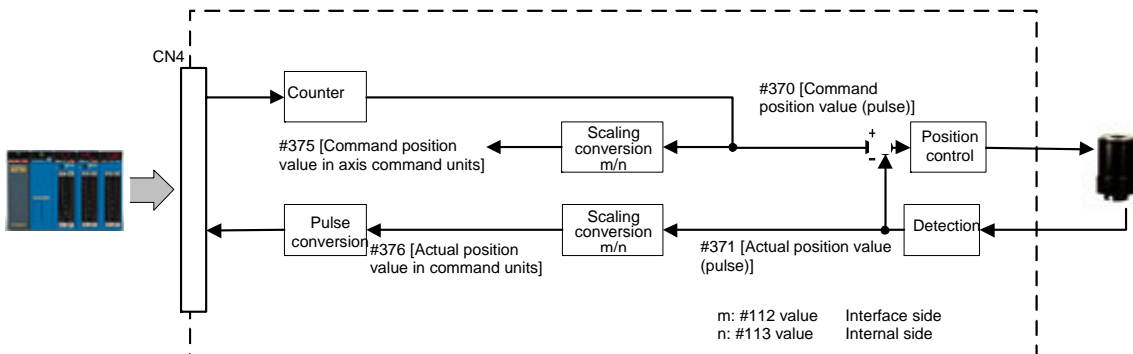 CN4
Counter
#370 [Command
position value (pulse)]
#375 [Command position
value in axis command units]
Scaling
conversion
m/n
+
-
Position
control
Pulse
conversion
#376 [Actual position
value in command units]
Scaling
conversion
m/n
#371 [Actual position value
(pulse)]
Detection
m: #112 value Interface side
n: #113 value Internal side